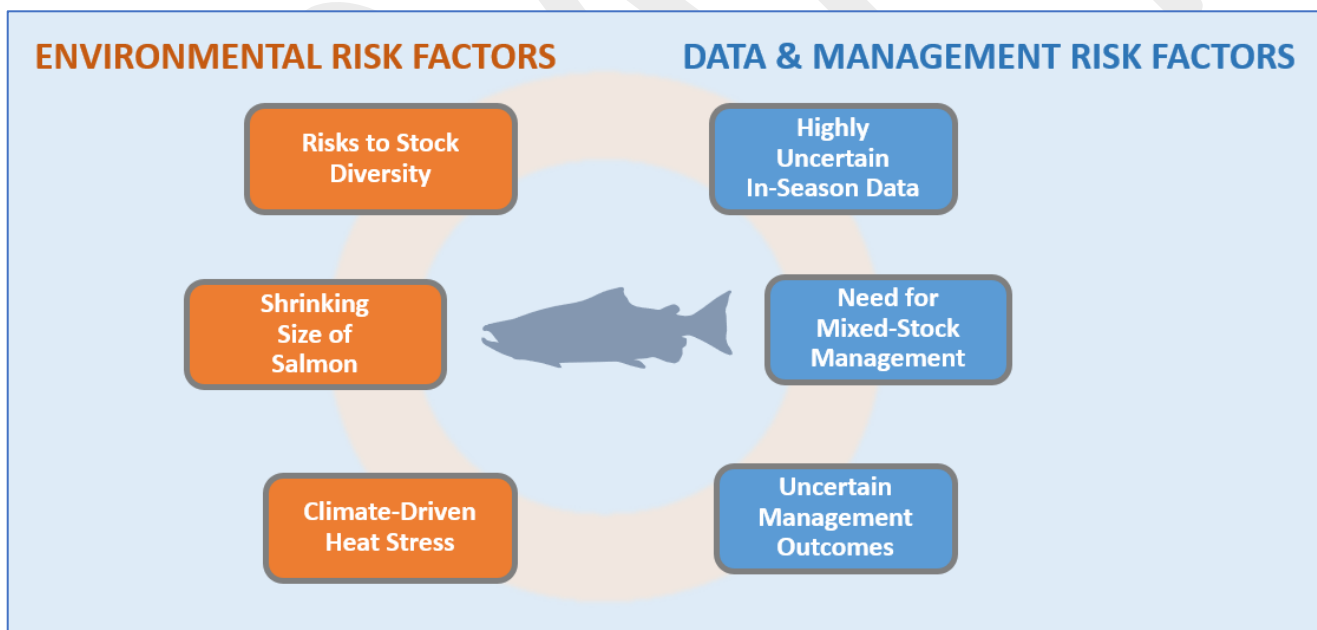 ENVIRONMENTAL RISK FACTORS
DATA & MANAGEMENT RISK FACTORS
Risks to Stock
Diversity
Highly
Uncertain
In-Season Data
Shrinking
Size of
Salmon
Need for
Mixed-Stock
Management
Climate-Driven
Heat Stress
Uncertain
Management
Outcomes